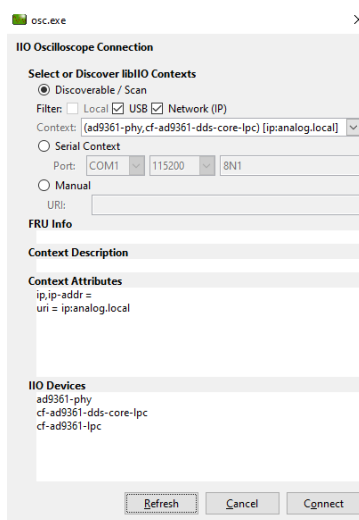 osc.exe
IIO Oscilloscope Connection
Select or Discover libIIO Contexts
Discoverable / Scan
Filter: Local USB Network (IP)
Context: (ad9361-phy,cf-ad9361-dds-core-lpc) [ip:analog.local]
Serial Context
Port: COM1 115200 8N1
Manual
URI:
FRU Info
Context Description
Context Attributes
ip,ip-addr =
uri = ip:analog.local
IIO Devices
ad9361-phy
cf-ad9361-dds-core-lpc
cf-ad9361-lpc
Refresh Cancel Connect